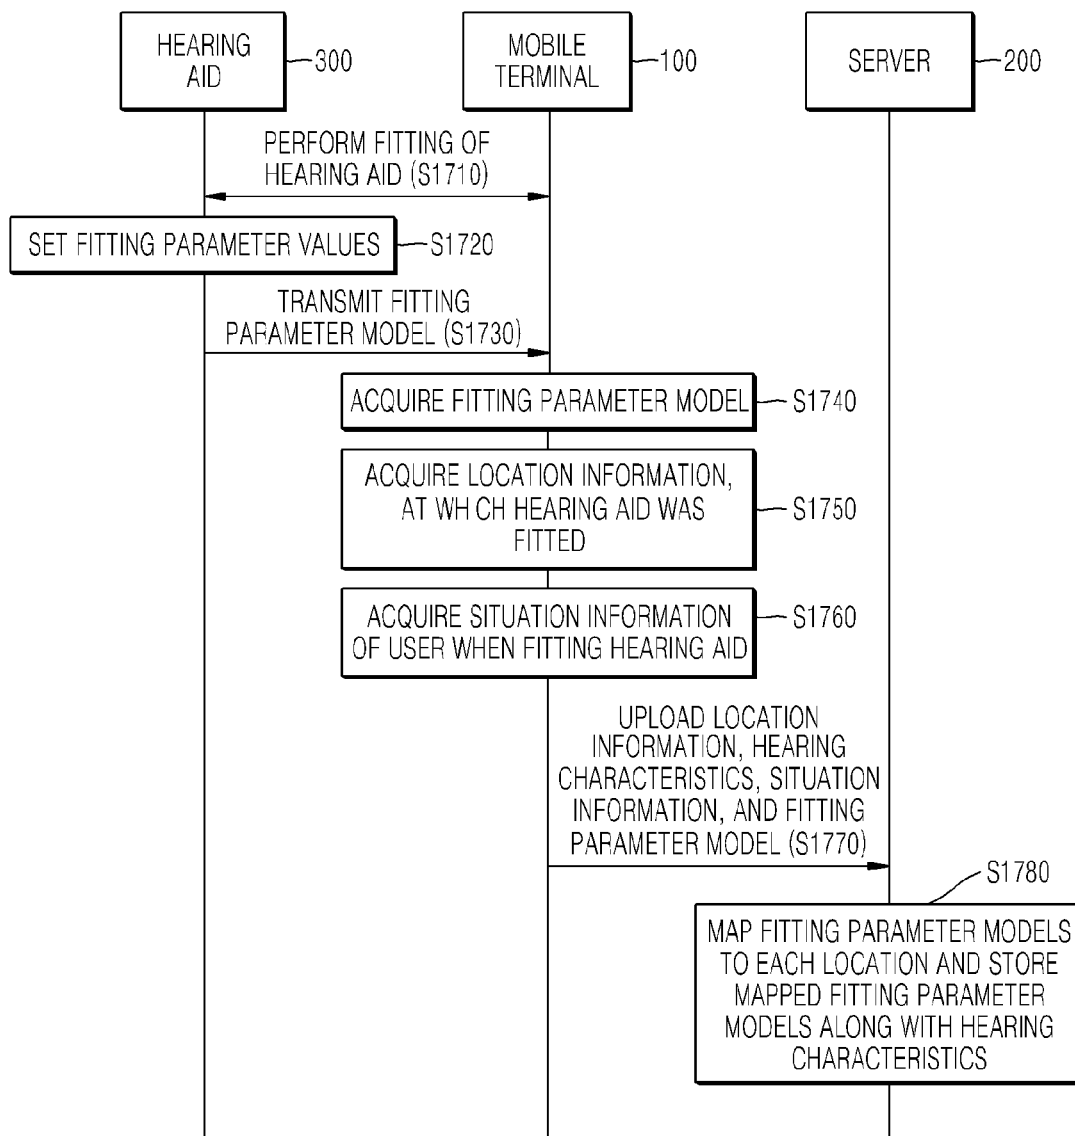 HEARING
AID
300
MOBILE
TERMINAL
100
SERVER
200
PERFORM FITTING OF
HEARING AID (S1710)
SET FITTING PARAMETER VALUES
S1720
TRANSMIT FITTING
PARAMETER MODEL (S1730)
ACQUIRE FITTING PARAMETER MODEL
S1740
ACQUIRE LOCATION INFORMATION,
AT WH CH HEARING AID WAS
FITTED
S1750
ACQUIRE SITUATION INFORMATION
OF USER WHEN FITTING HEARING AID
S1760
UPLOAD LOCATION
INFORMATION, HEARING
CHARACTERISTICS, SITUATION
INFORMATION, AND FITTING
PARAMETER MODEL (S1770)
S1780
MAP FITTING PARAMETER MODELS
TO EACH LOCATION AND STORE
MAPPED FITTING PARAMETER
MODELS ALONG WITH HEARING
CHARACTERISTICS